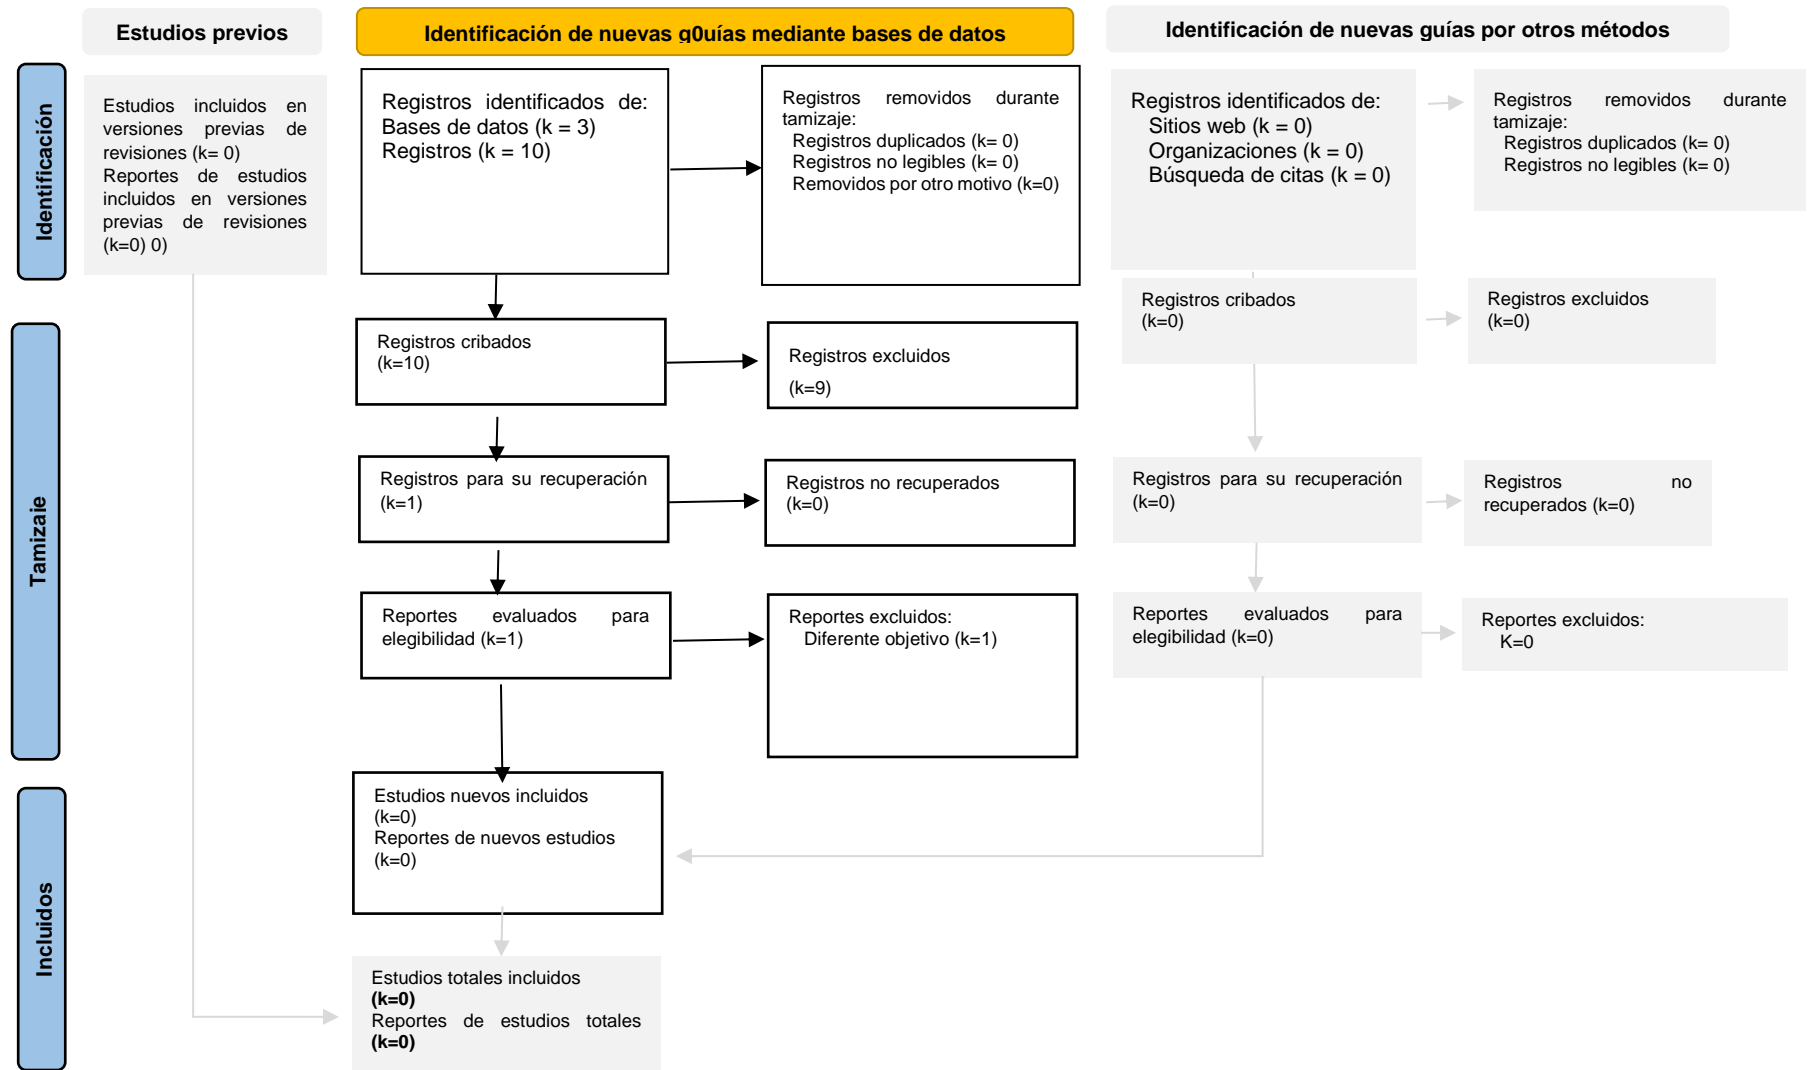 Estudios previos
Identificación de nuevas g0uías mediante bases de datos
Identificación de nuevas guías por otros métodos
Identificación
Estudios incluidos en
versiones previas de
revisiones (k= 0)
Reportes de estudios
incluidos en versiones
previas de revisiones
(k=0) 0)
Registros identificados de:
Bases de datos (k = 3)
Registros (k = 10)
Registros removidos durante
tamizaje:
Registros duplicados (k= 0)
Registros no legibles (k= 0)
Removidos por otro motivo (k=0)
Registros identificados de:
Sitios web (k = 0)
Organizaciones (k = 0)
Búsqueda de citas (k = 0)
Registros removidos durante
tamizaje:
Registros duplicados (k= 0)
Registros no legibles (k= 0)
Tamizaje
Registros cribados
(k=10)
Registros excluidos
(k=9)
Registros cribados
(k=0)
Registros excluidos
(k=0)
Registros para su recuperación
(k=1)
Registros no recuperados
(k=0)
Registros para su recuperación
(k=0)
Registros no
recuperados (k=0)
Reportes evaluados para
elegibilidad (k=1)
Reportes excluidos:
Diferente objetivo (k=1)
Reportes evaluados para
elegibilidad (k=0)
Reportes excluidos:
K=0
Incluidos
Estudios nuevos incluidos
(k=0)
Reportes de nuevos estudios
(k=0)
Estudios totales incluidos
(k=0)
Reportes de estudios totales
(k=0)